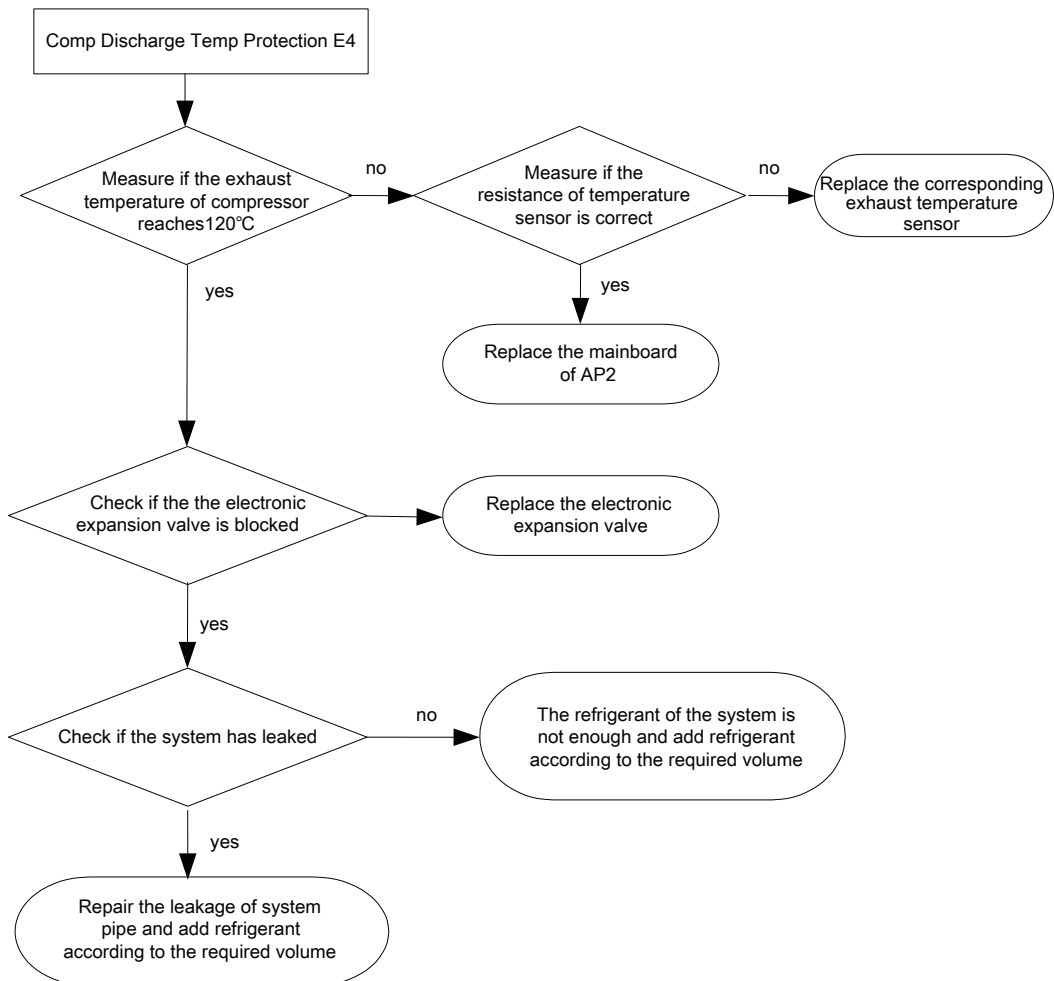 Comp Discharge Temp Protection E4
Measure if the exhaust
temperature of compressor
reaches120℃
no
Measure if the
resistance of temperature
sensor is correct
no
Replace the corresponding
exhaust temperature
sensor
yes
yes
Replace the mainboard
of AP2
Check if the the electronic
expansion valve is blocked
Replace the electronic
expansion valve
yes
Check if the system has leaked
no
The refrigerant of the system is
not enough and add refrigerant
according to the required volume
yes
Repair the leakage of system
pipe and add refrigerant
according to the required volume